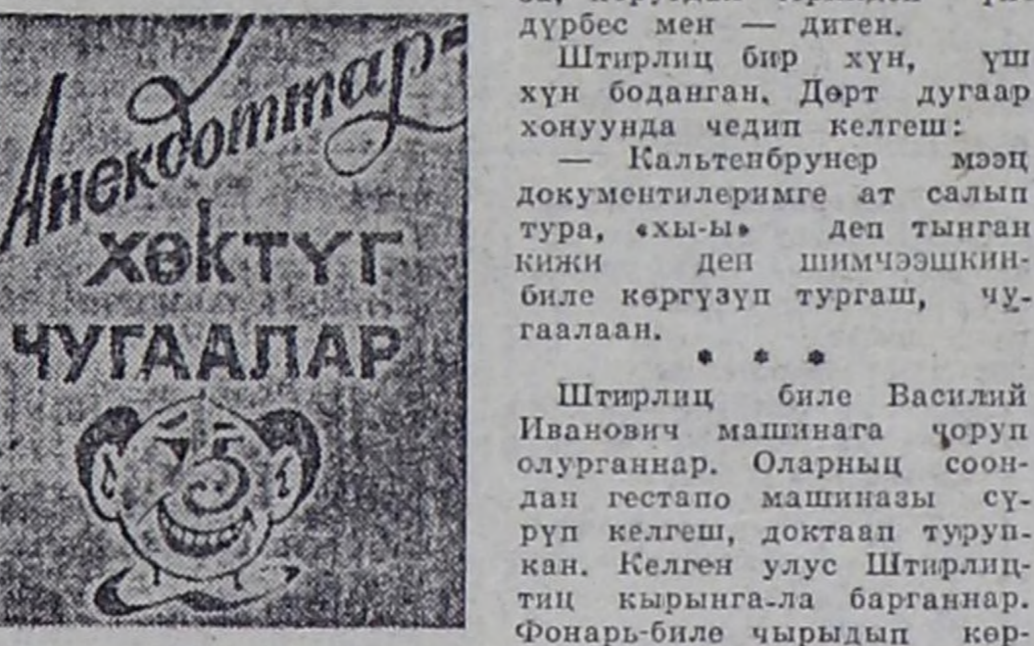 Анекдоттар-
ХӨКТҮГ
ЧУГААЛАР
дүрбес мен — диген.
Штирлиц бир хүн, үш
хүн боданган. Дөрт дугаар
хонуунда чедип келгеш:
— Кальтенбрунер мээң
документилеримге ат салып
тура, «хы-ы» деп тынган
кижи ден шимчээшкин-
биле көргүзүп тургаш, чу-
гаалаан.
* * *
Штирлиц биле Василий
Иванович машинага чоруп
олурганнар. Оларның соон-
дан гестапо машиназы сү-
рүп келгеш, доктаап туруп-
кан. Келген улус Штирлиц-
тиң кырынга-ла барганнар.
Фонарь-биле чырыдып көр-